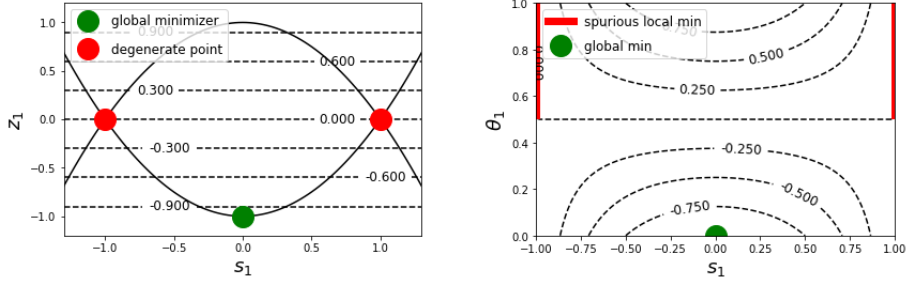 global minimizer
degenerate point
1.0
0.5
0.0
−0.5
−1.0
z₁
0.900
0.600
0.300
0.000
-0.300
-0.600
-0.900
−1.0 −0.5 0.0 0.5 1.0
s₁
spurious local min
global min
1.0
0.8
0.6
0.4
0.2
0.0
θ₁
0.750
0.500
0.250
-0.250
-0.500
-0.750
−1.00 −0.75 −0.50 −0.25 0.00 0.25 0.50 0.75 1.00
s₁